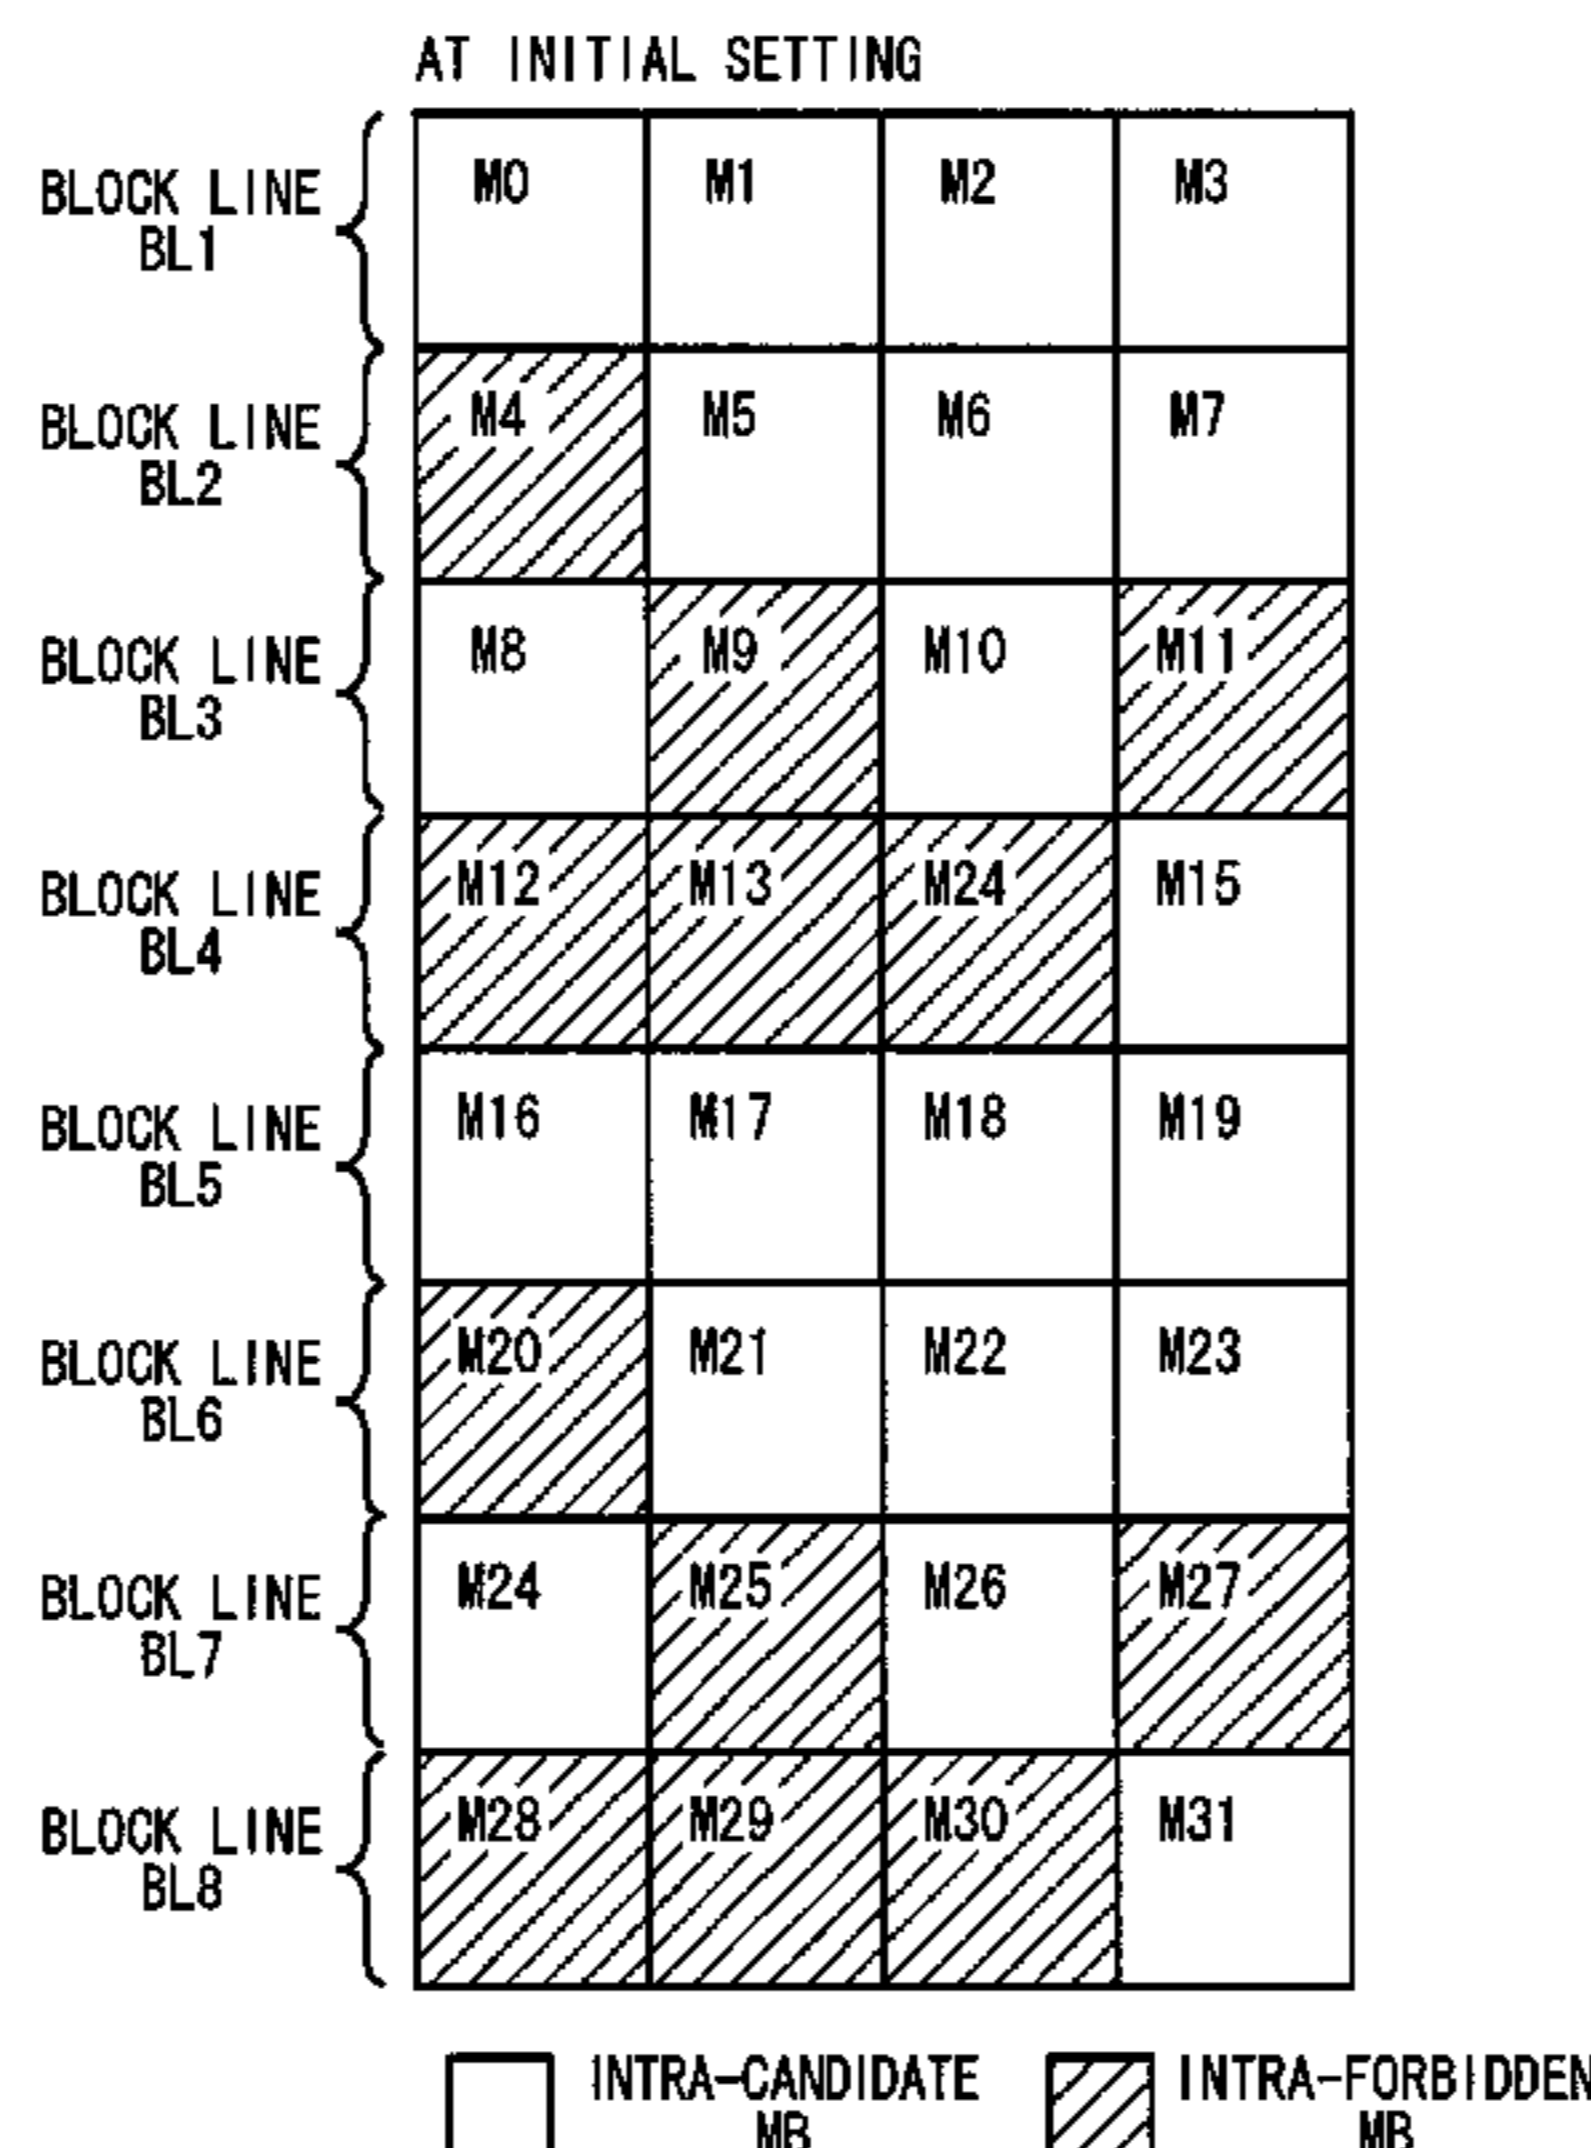 AT INITIAL SETTING
BLOCK LINE
BL1
M0 M1 M2 M3
BLOCK LINE
BL2
M4 M5 M6 M7
BLOCK LINE
BL3
M8 M9 M10 M11
BLOCK LINE
BL4
M12 M13 M24 M15
BLOCK LINE
BL5
M16 M17 M18 M19
BLOCK LINE
BL6
M20 M21 M22 M23
BLOCK LINE
BL7
M24 M25 M26 M27
BLOCK LINE
BL8
M28 M29 M30 M31
INTRA-CANDIDATE
MB
INTRA-FORBIDDEN
MB